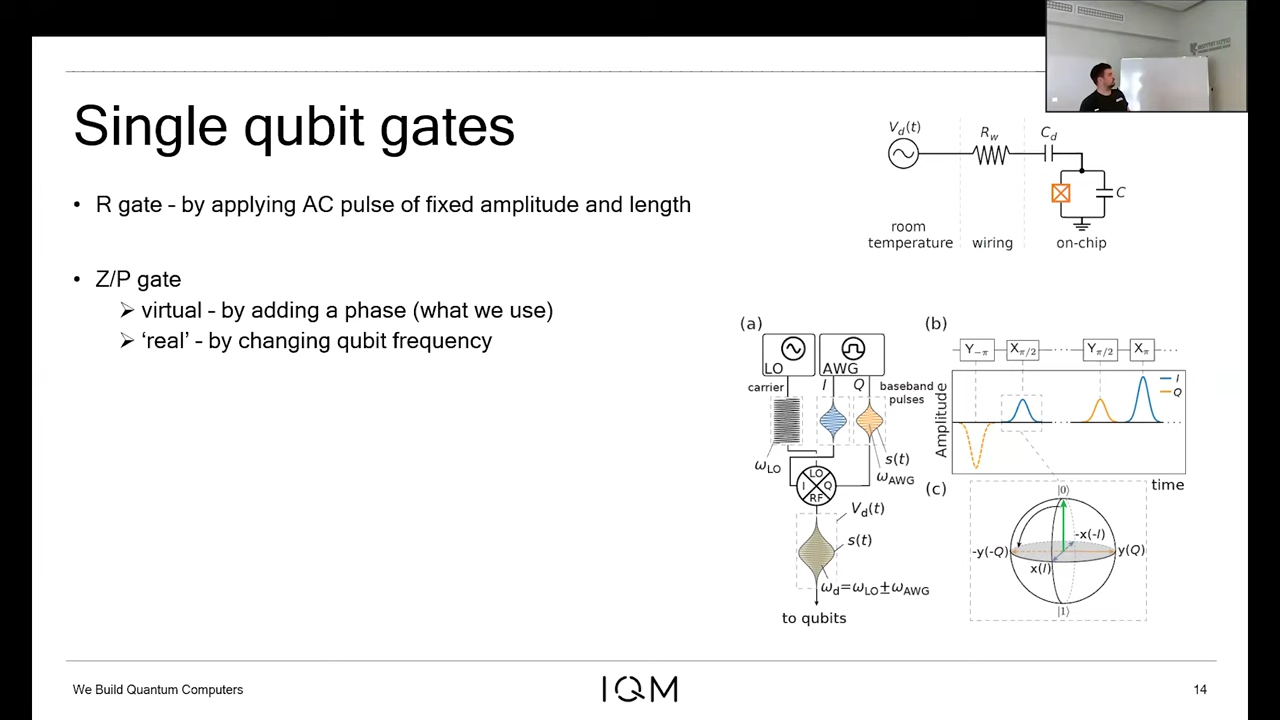 Single qubit gates
• R gate - by applying AC pulse of fixed amplitude and length
• Z/P gate
➢ virtual - by adding a phase (what we use)
➢ ‘real’ - by changing qubit frequency
V_d(t)
R_w
C_d
C
room temperature
wiring
on-chip
(a)
LO
AWG
carrier
I
Q
baseband pulses
ω_LO
s(t)
ω_AWG
LO
I
Q
RF
V_d(t)
s(t)
ω_d=ω_LO±ω_AWG
to qubits
(b)
Y_−π
X_π/2
···
Y_π/2
X_π
···
Amplitude
I
Q
···
···
time
(c)
|0⟩
-x(-I)
-y(-Q)
y(Q)
x(I)
|1⟩
We Build Quantum Computers
IQM
14